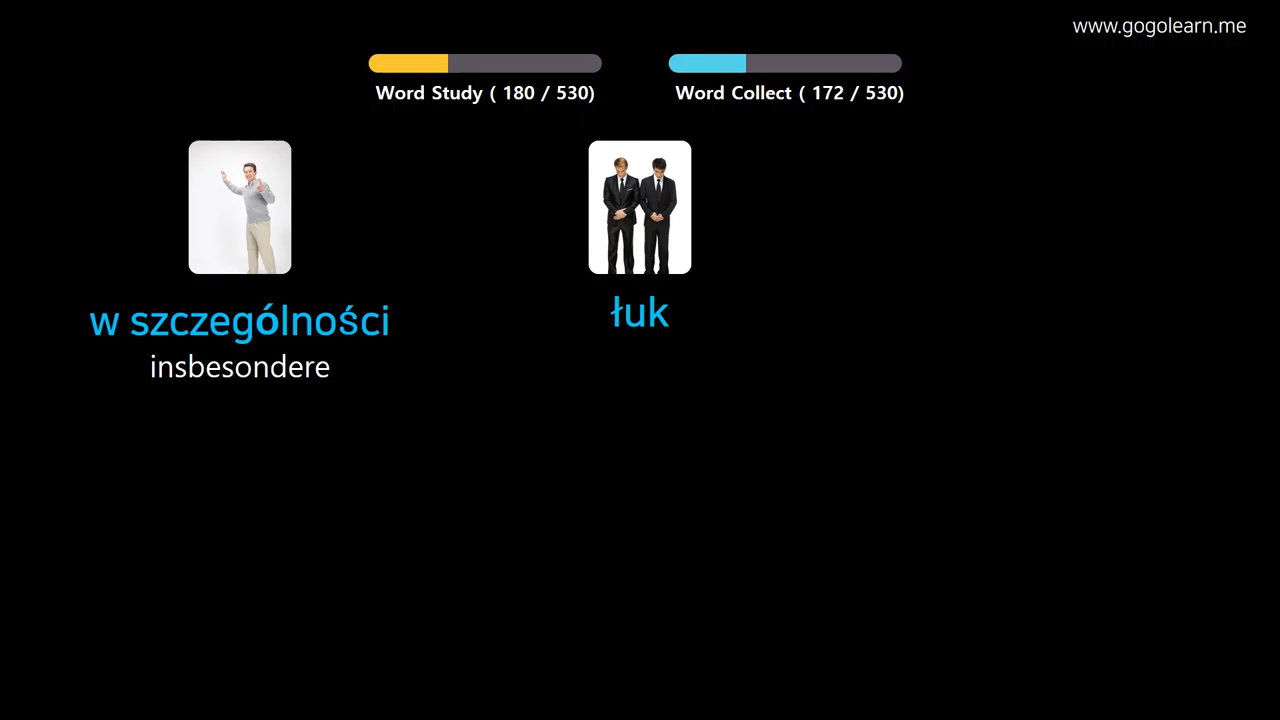 www.gogolearn.me
Word Study ( 180 / 530)
Word Collect ( 172 / 530)
w szczególności
insbesondere
łuk